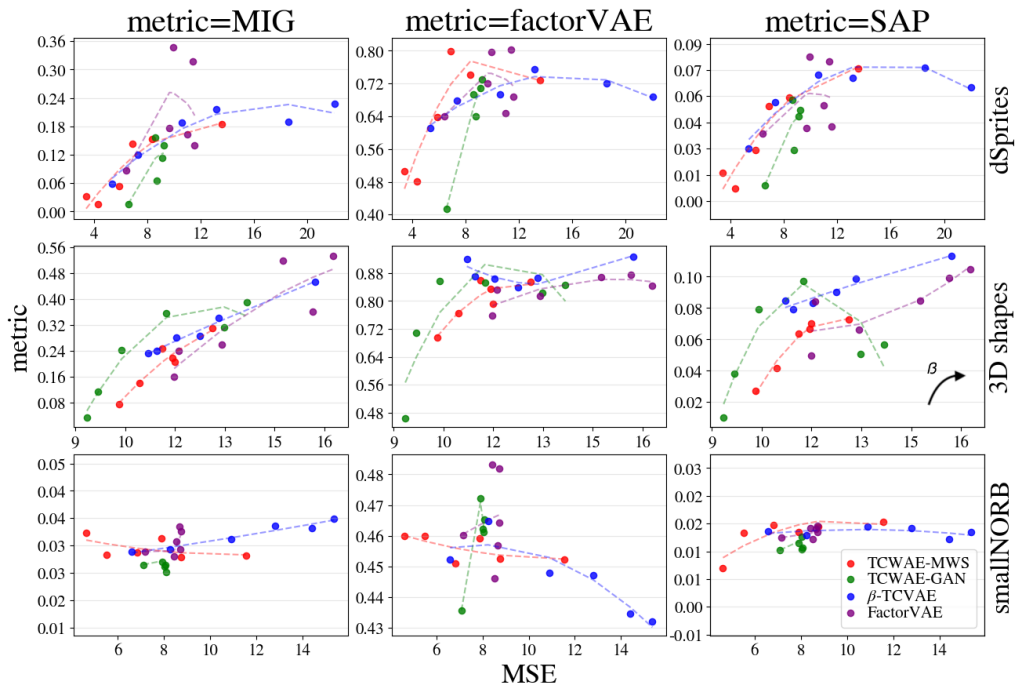 metric=MIG metric=factorVAE metric=SAP
0.36 0.30 0.24 0.18 0.12 0.06 0.00
4 8 12 16 20
0.80 0.72 0.64 0.56 0.48 0.40
4 8 12 16 20
0.09 0.07 0.06 0.04 0.03 0.01 0.00
4 8 12 16 20
dSprites
metric
0.56 0.48 0.40 0.32 0.24 0.16 0.08
9 10 12 13 14 16
0.88 0.80 0.72 0.64 0.56 0.48
9 10 12 13 14 16
0.10 0.08 0.06 0.04 0.02
9 10 12 13 14 16
β
3D shapes
0.05 0.04 0.04 0.03 0.03 0.02 0.01
6 8 10 12 14
0.48 0.47 0.46 0.45 0.44 0.43
6 8 10 12 14
0.03 0.02 0.02 0.01 0.01 0.00 -0.01
6 8 10 12 14
TCWAE-MWS
TCWAE-GAN
β-TCVAE
FactorVAE
smallNORB
MSE